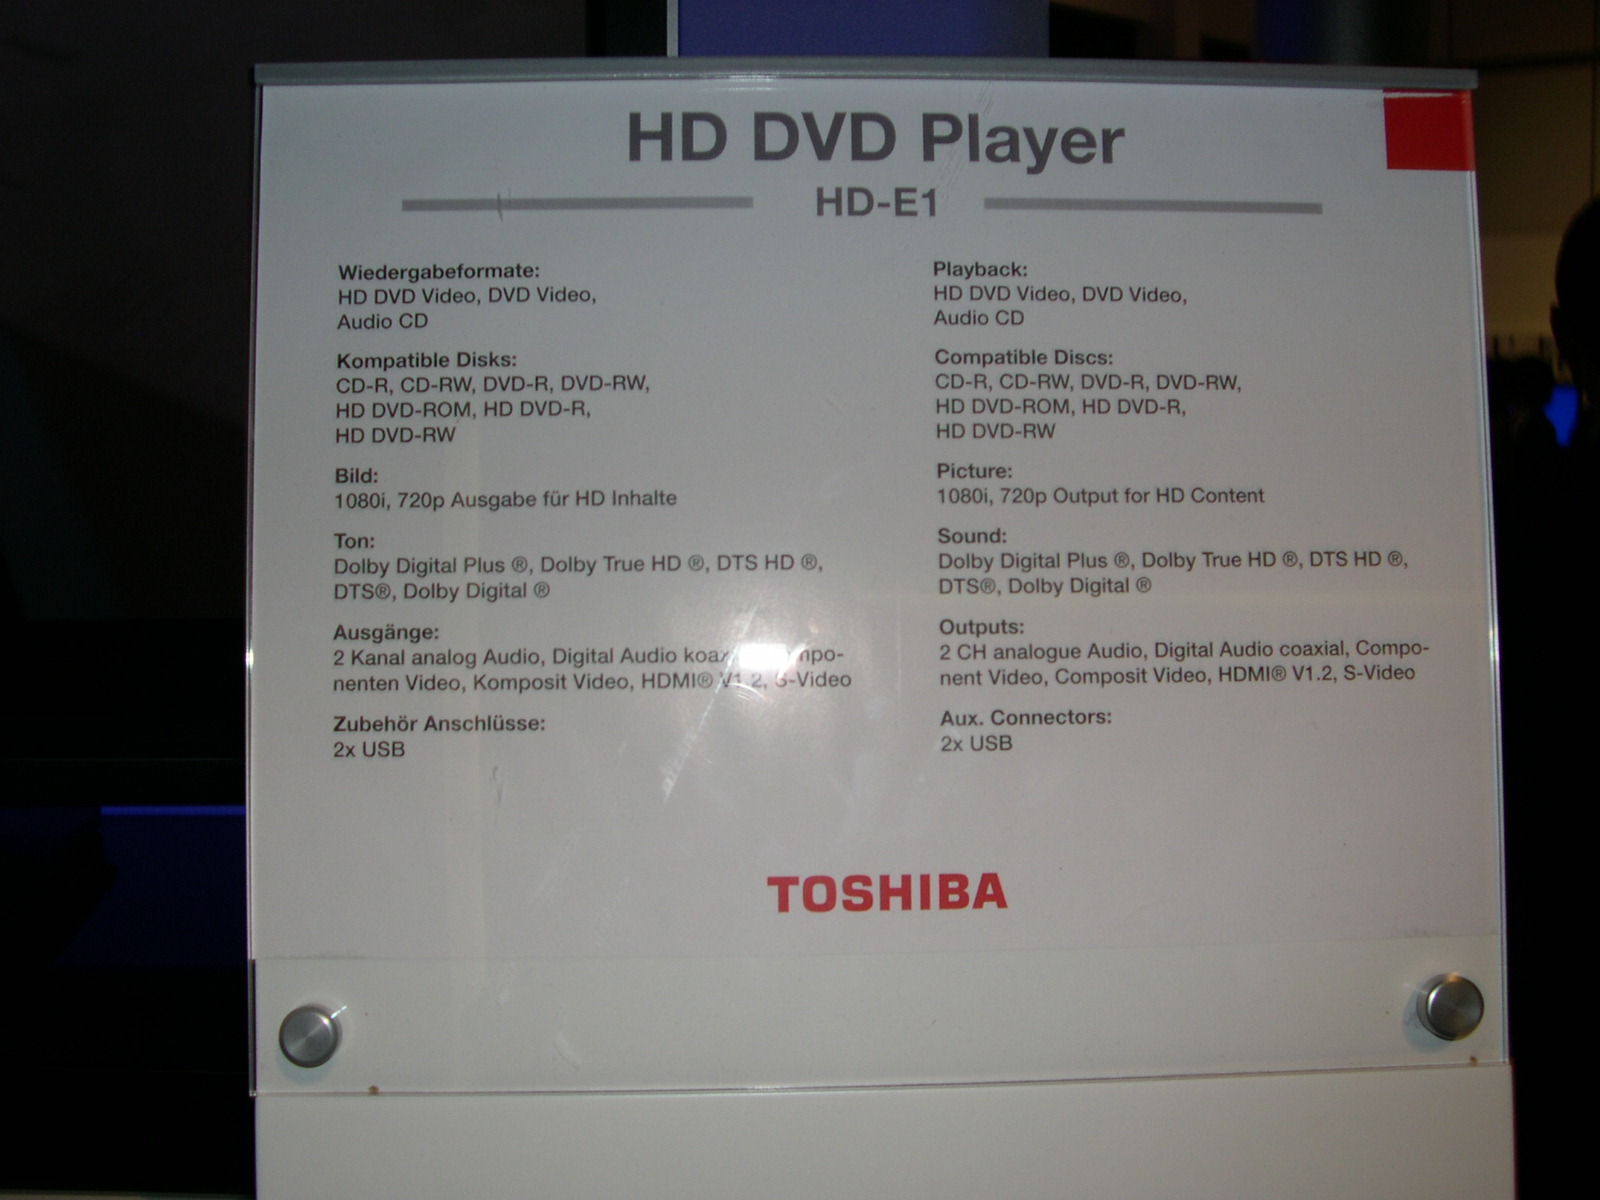 HD DVD Player
HD-E1
Wiedergabeformate:
HD DVD Video, DVD Video,
Audio CD
Kompatible Disks:
CD-R, CD-RW, DVD-R, DVD-RW,
HD DVD-ROM, HD DVD-R,
HD DVD-RW
Bild:
1080i, 720p Ausgabe für HD Inhalte
Ton:
Dolby Digital Plus ®, Dolby True HD ®, DTS HD ®,
DTS®, Dolby Digital ®
Ausgänge:
2 Kanal analog Audio, Digital Audio
nenten Video, Komposit Video, HDMI® V1.2, S-Video
Zubehör Anschlüsse:
2x USB
Playback:
HD DVD Video, DVD Video,
Audio CD
Compatible Discs:
CD-R, CD-RW, DVD-R, DVD-RW,
HD DVD-ROM, HD DVD-R,
HD DVD-RW
Picture:
1080i, 720p Output for HD Content
Sound:
Dolby Digital Plus ®, Dolby True HD ®, DTS HD ®,
DTS®, Dolby Digital ®
Outputs:
2 CH analogue Audio, Digital Audio coaxial, Compo-
nent Video, Composit Video, HDMI® V1.2, S-Video
Aux. Connectors:
2x USB
TOSHIBA